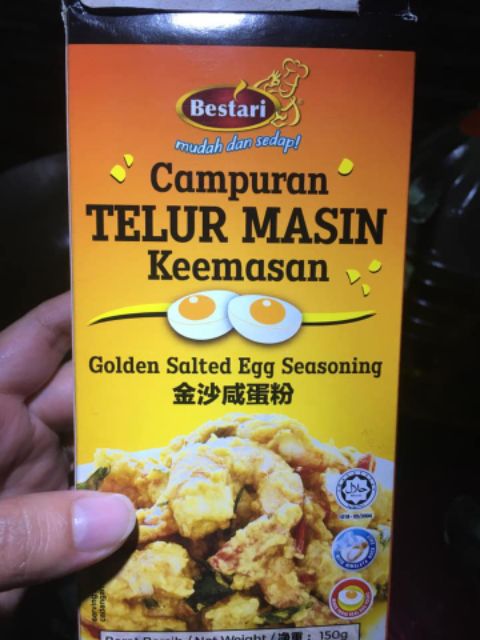 Bestari
mudah dan sedap!
Campuran
TELUR MASIN
Keemasan
Golden Salted Egg Seasoning
金沙咸蛋粉
Berat Bersih / Net Weight / 净重: 150g